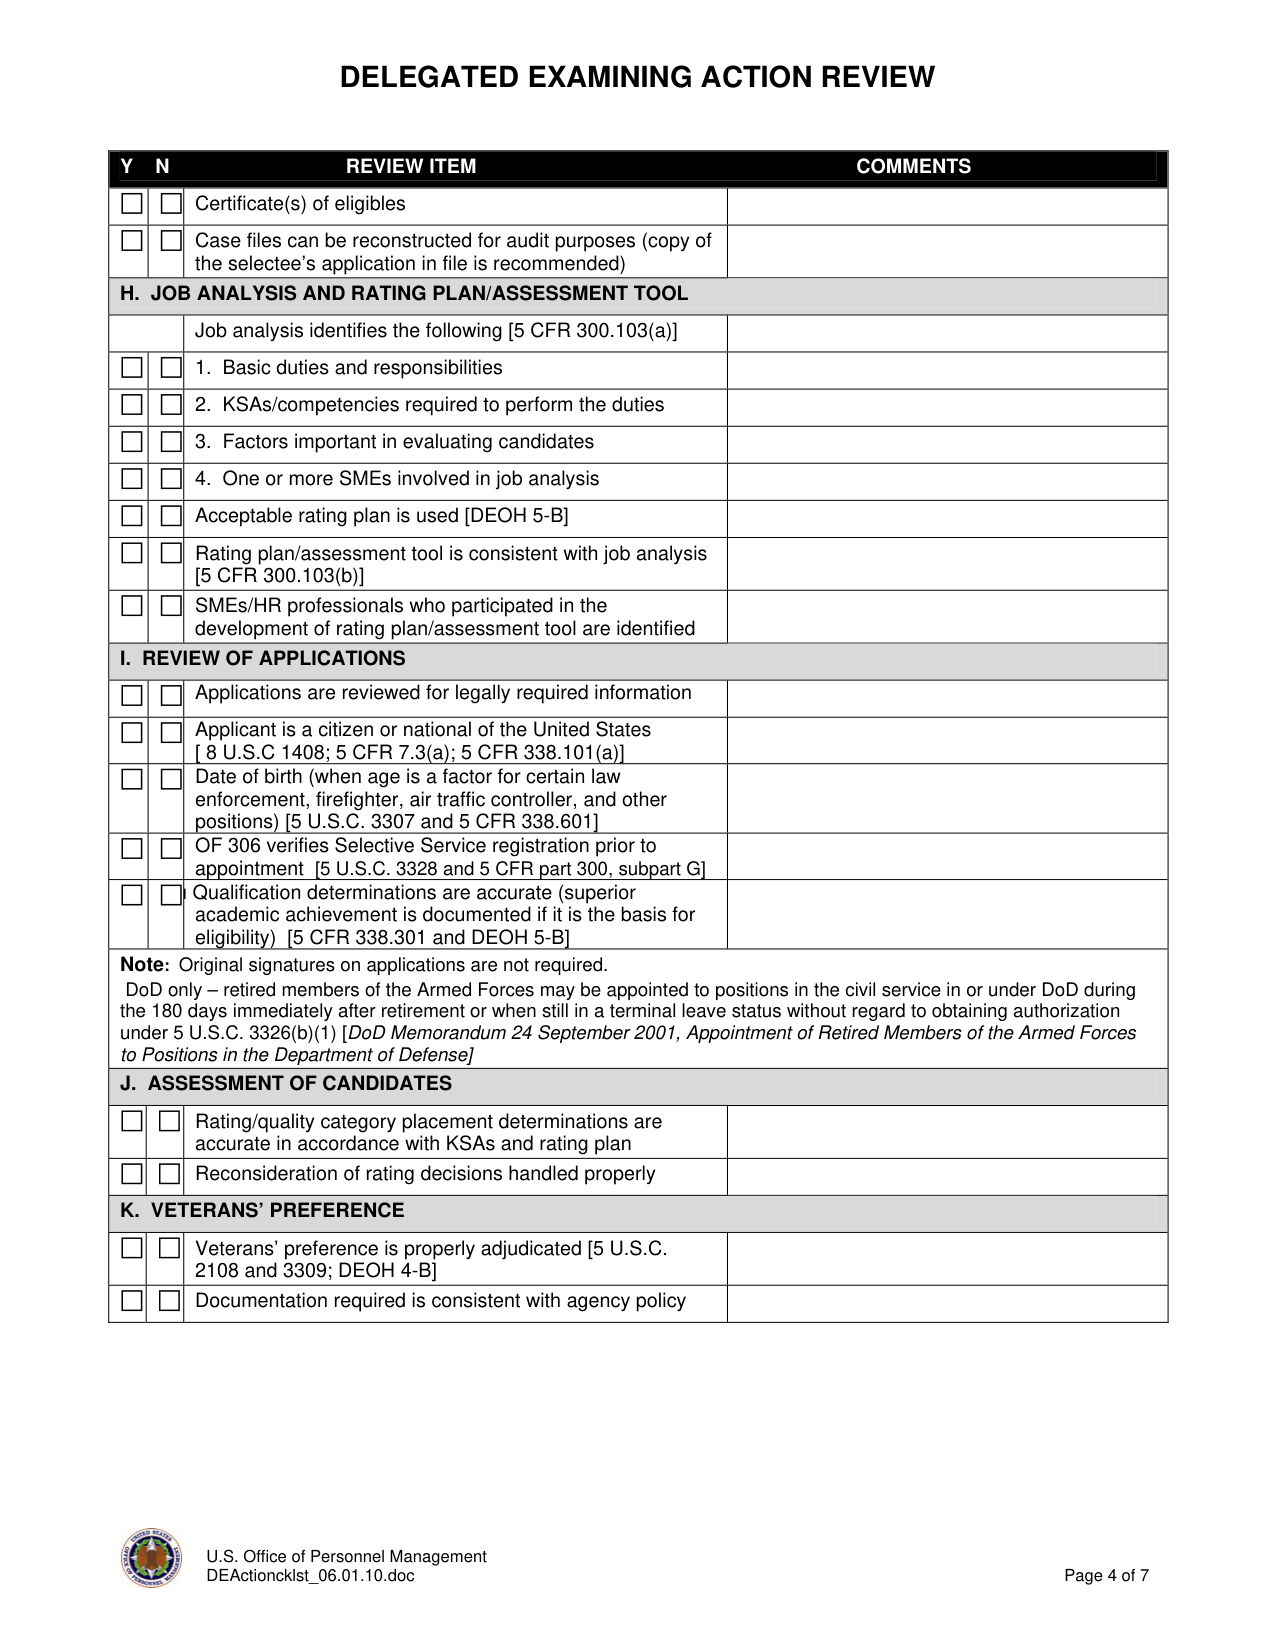 DELEGATED EXAMINING ACTION REVIEW
Y N REVIEW ITEM COMMENTS
Certificate(s) of eligibles
Case files can be reconstructed for audit purposes (copy of
the selectee's application in file is recommended)
H. JOB ANALYSIS AND RATING PLAN/ASSESSMENT TOOL
Job analysis identifies the following [5 CFR 300.103(a)]
1. Basic duties and responsibilities
2. KSAs/competencies required to perform the duties
3. Factors important in evaluating candidates
4. One or more SMEs involved in job analysis
Acceptable rating plan is used [DEOH 5-B]
Rating plan/assessment tool is consistent with job analysis
[5 CFR 300.103(b)]
SMEs/HR professionals who participated in the
development of rating plan/assessment tool are identified
I. REVIEW OF APPLICATIONS
Applications are reviewed for legally required information
Applicant is a citizen or national of the United States
[ 8 U.S.C 1408; 5 CFR 7.3(a); 5 CFR 338.101(a)]
Date of birth (when age is a factor for certain law
enforcement, firefighter, air traffic controller, and other
positions) [5 U.S.C. 3307 and 5 CFR 338.601]
OF 306 verifies Selective Service registration prior to
appointment [5 U.S.C. 3328 and 5 CFR part 300, subpart G]
Qualification determinations are accurate (superior
academic achievement is documented if it is the basis for
eligibility) [5 CFR 338.301 and DEOH 5-B]
Note: Original signatures on applications are not required.
DoD only – retired members of the Armed Forces may be appointed to positions in the civil service in or under DoD during
the 180 days immediately after retirement or when still in a terminal leave status without regard to obtaining authorization
under 5 U.S.C. 3326(b)(1) [DoD Memorandum 24 September 2001, Appointment of Retired Members of the Armed Forces
to Positions in the Department of Defense]
J. ASSESSMENT OF CANDIDATES
Rating/quality category placement determinations are
accurate in accordance with KSAs and rating plan
Reconsideration of rating decisions handled properly
K. VETERANS' PREFERENCE
Veterans' preference is properly adjudicated [5 U.S.C.
2108 and 3309; DEOH 4-B]
Documentation required is consistent with agency policy
UNITED STATES
OFFICE OF PERSONNEL MANAGEMENT
U.S. Office of Personnel Management
DEActioncklst_06.01.10.doc
Page 4 of 7